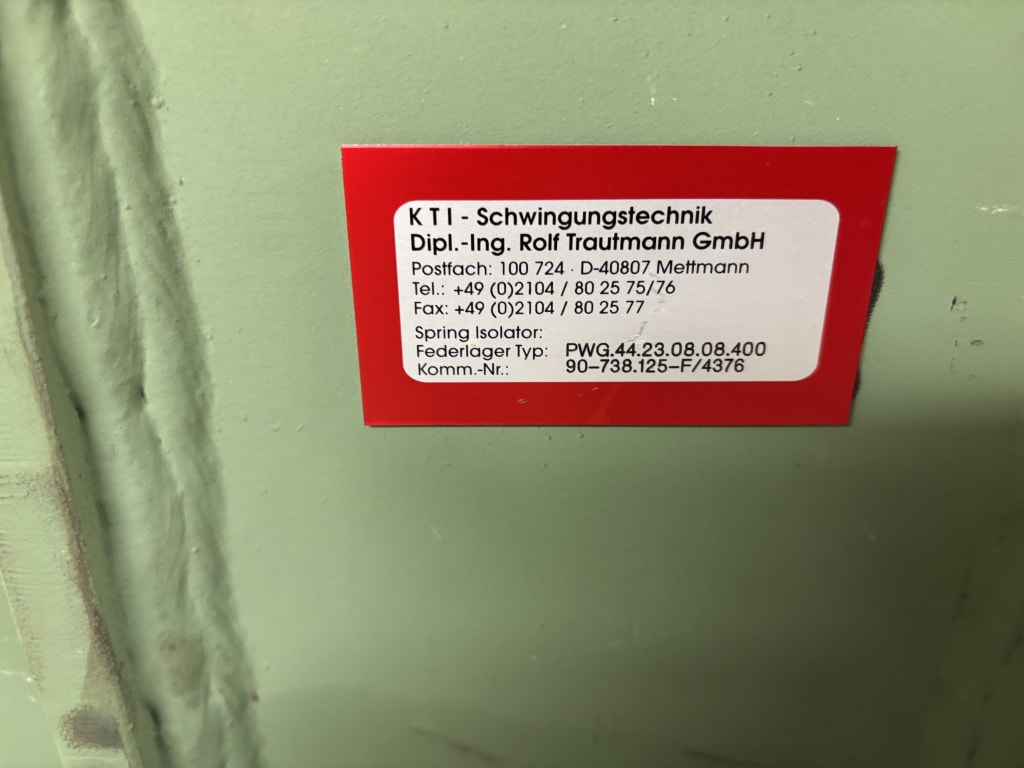 K T I - Schwingungstechnik
Dipl.-Ing. Rolf Trautmann GmbH
Postfach: 100 724 · D-40807 Mettmann
Tel.: +49 (0)2104 / 80 25 75/76
Fax: +49 (0)2104 / 80 25 77
Spring Isolator:
Federlager Typ: PWG.44.23.08.08.400
Komm.-Nr.: 90-738.125-F/4376